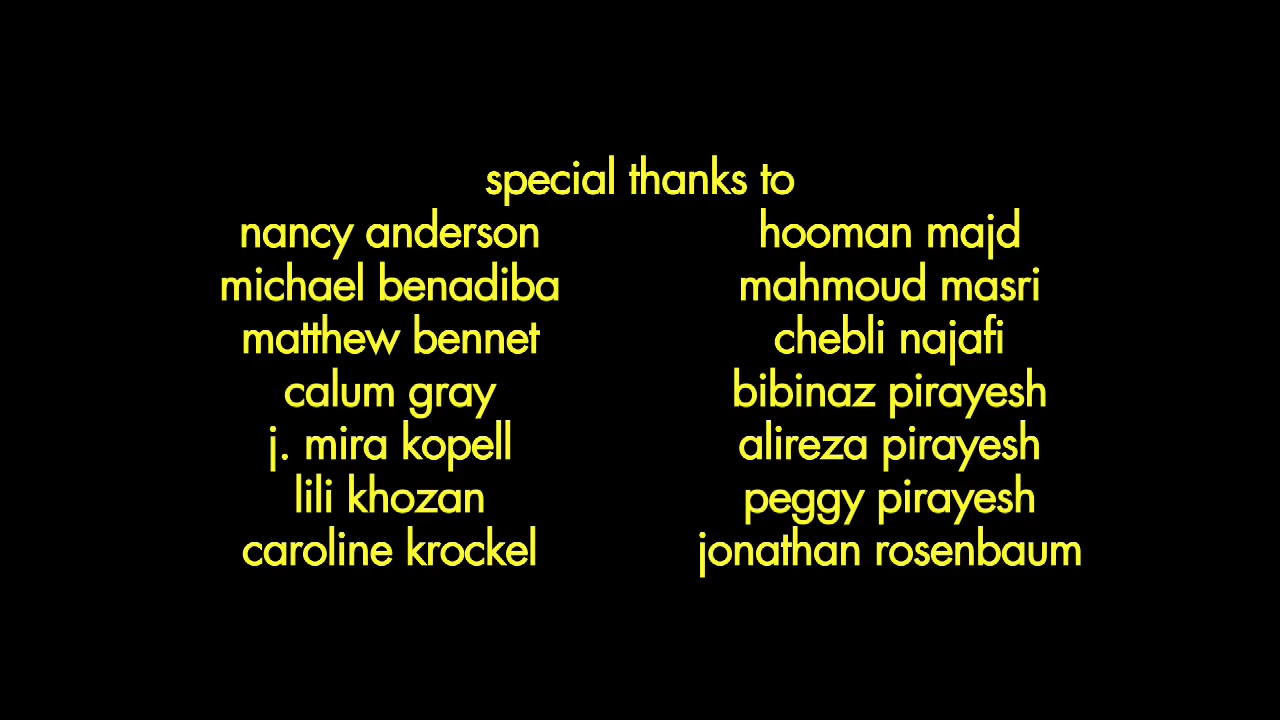 special thanks to
nancy anderson
michael benadiba
matthew bennet
calum gray
j. mira kopell
lili khozan
caroline krockel
hooman majd
mahmoud masri
chebli najafi
bibinaz pirayesh
alireza pirayesh
peggy pirayesh
jonathan rosenbaum